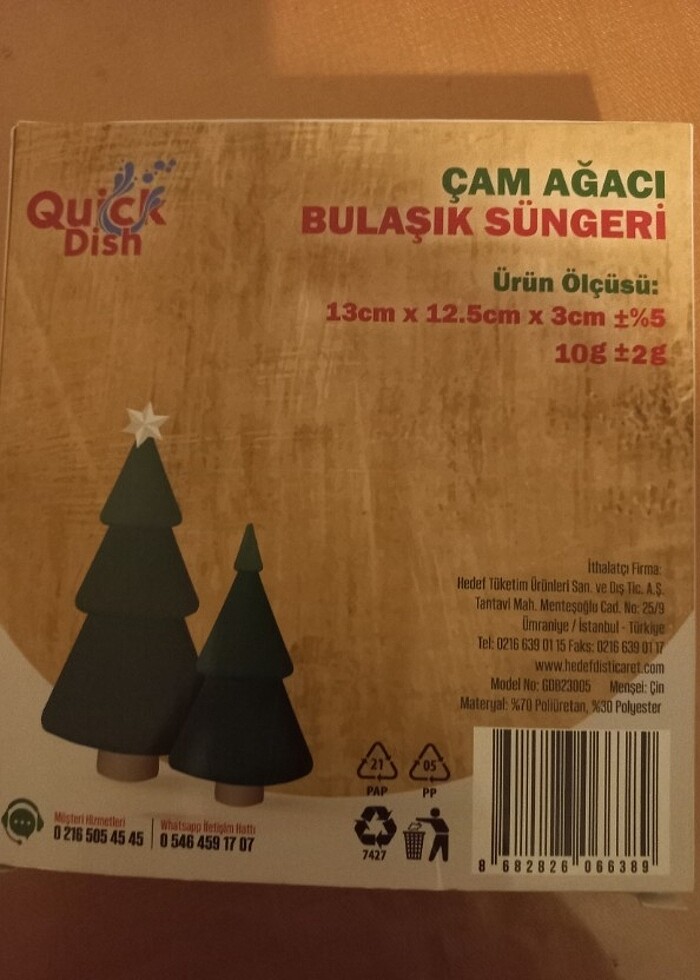 Quick
Dish
ÇAM AĞACI
BULAŞIK SÜNGERİ
Ürün Ölçüsü:
13cm x 12.5cm x 3cm ±%5
10g ±2g
İthalatçı Firma:
Hedef Tüketim Ürünleri San. ve Dış Tic. A.Ş.
Tantavi Mah. Menteşoğlu Cad. No: 25/9
Ümraniye / İstanbul - Türkiye
Tel: 0216 639 01 15 Faks: 0216 639 01 17
www.hedefdisticaret.com
Model No: GDB23005 Menşei: Çin
Materyal: %70 Poliüretan, %30 Polyester
21 05
PAP PP
7427
Müşteri Hizmetleri
0 216 505 45 45
Whatsapp İletişim Hattı
0 546 459 17 07
8 682826 066389